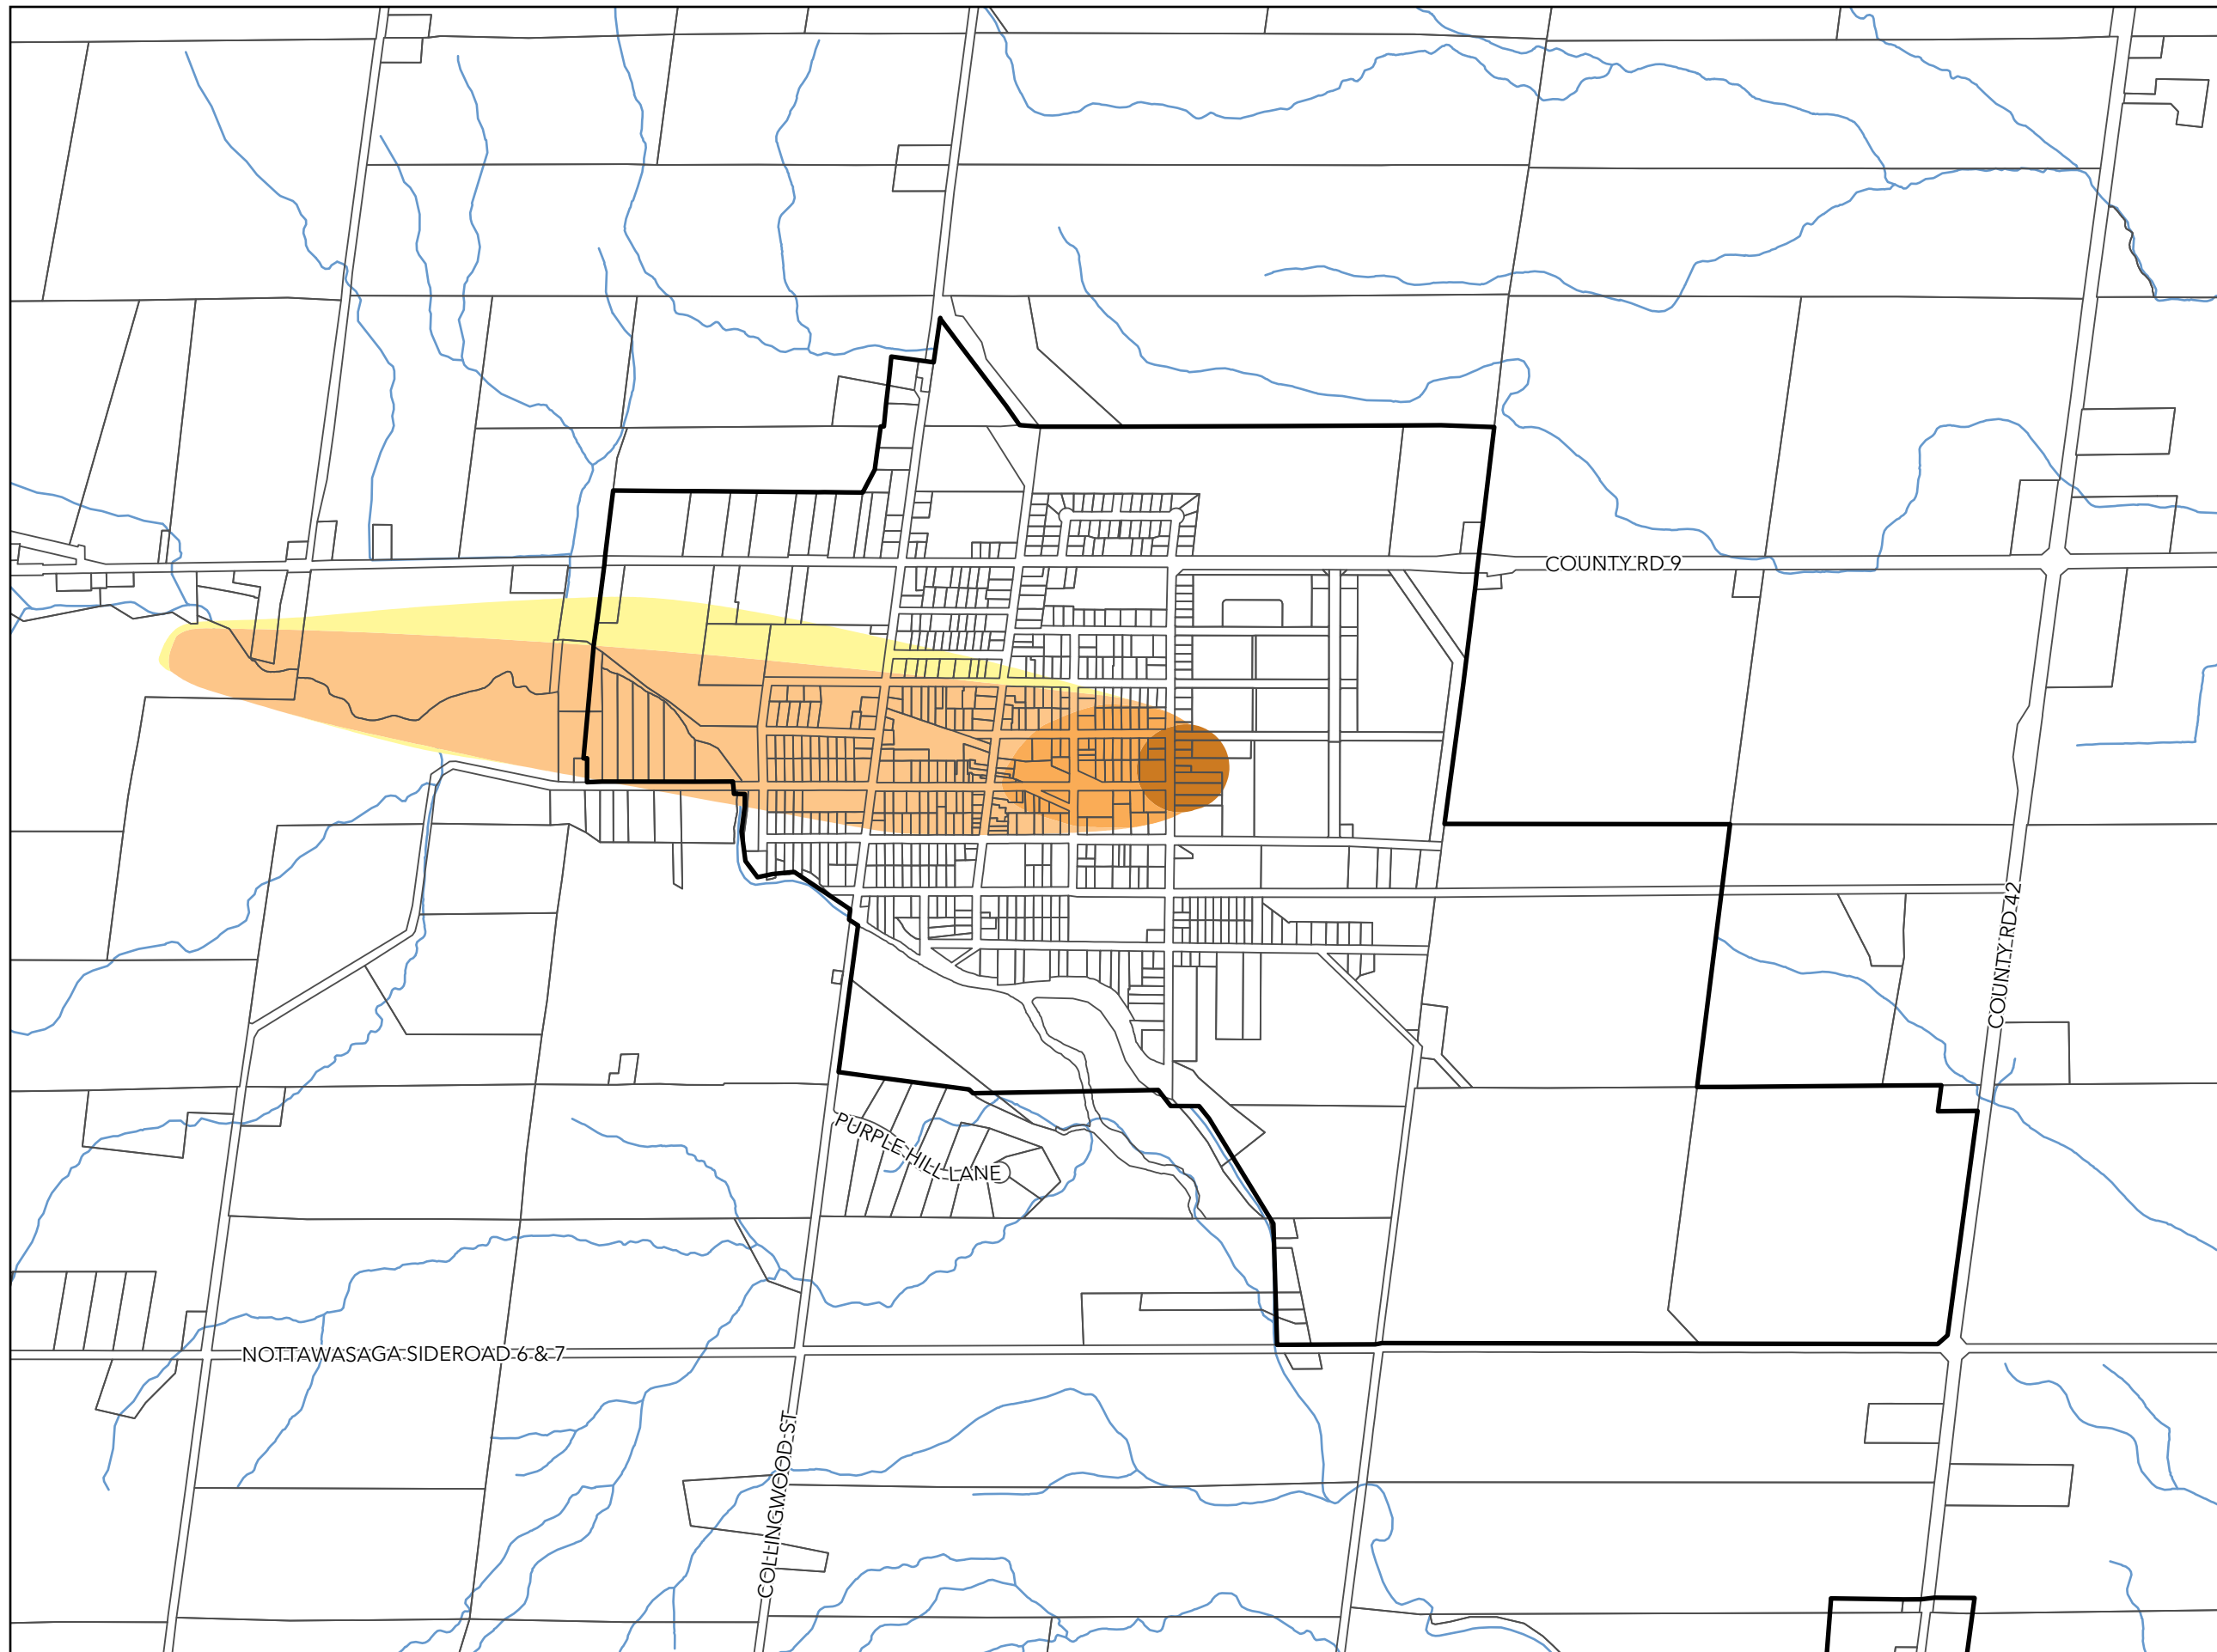 COUNTY RD 9
COUNTY RD 42
PURPLE HILL LANE
NOTTAWASAGA SIDEROAD 6 & 7
COLLINGWOOD ST